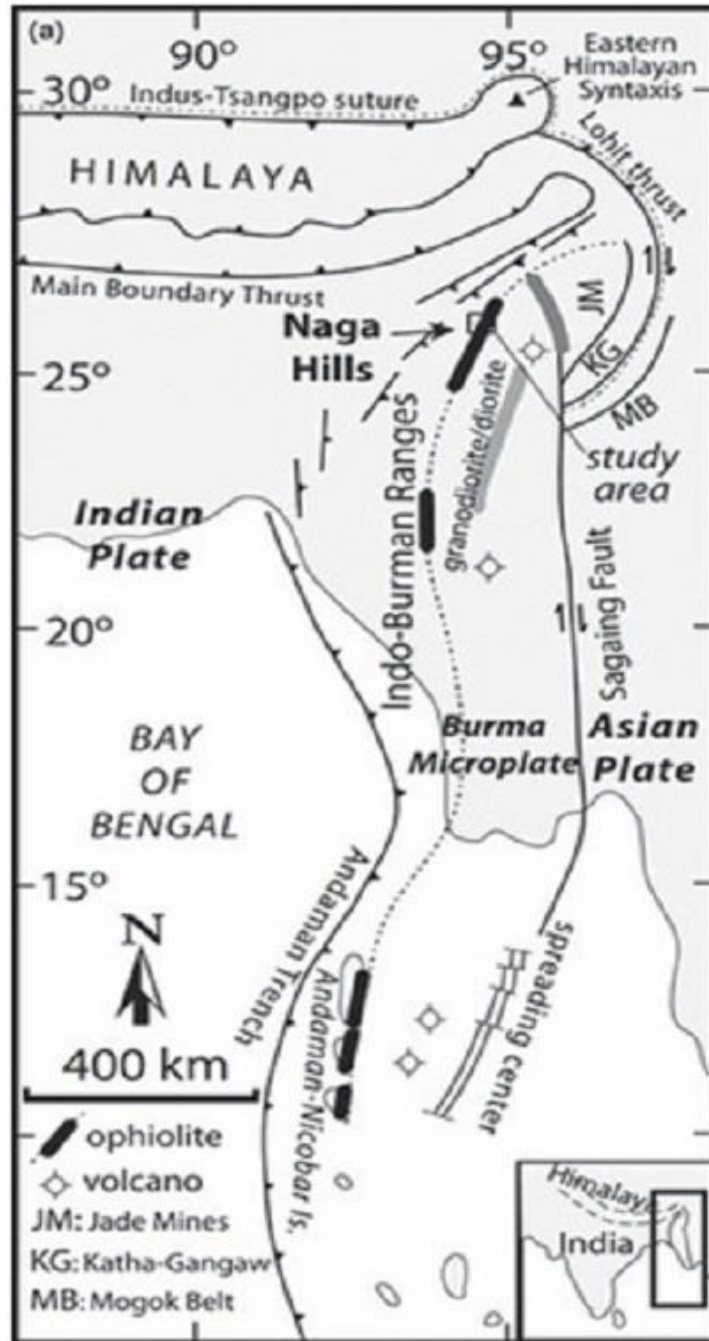 (a)
90°
95°
Eastern
Himalayan
Syntaxis
30°
Indus-Tsangpo suture
Lohit thrust
HIMALAYA
Main Boundary Thrust
JM
Naga
Hills
KG
25°
MB
granodiorite/diorite
study
area
Indo-Burman Ranges
Indian
Plate
Sagaing Fault
20°
Burma
Microplate
Asian
Plate
BAY
OF
BENGAL
15°
Andaman Trench
N
spreading center
Andaman-Nicobar Is.
400 km
ophiolite
volcano
JM: Jade Mines
KG: Katha-Gangaw
MB: Mogok Belt
Himalaya
India